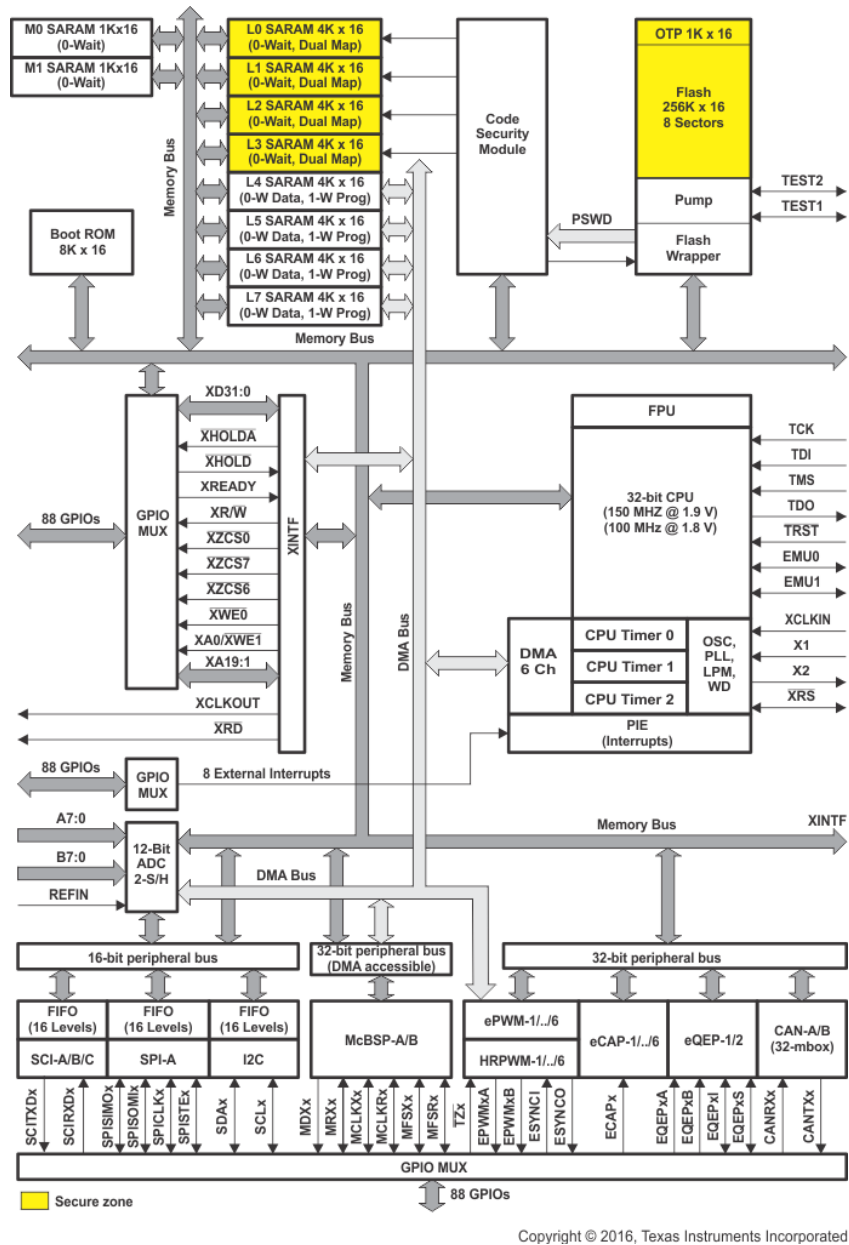 M0 SARAM 1Kx16
(0-Wait)
M1 SARAM 1Kx16
(0-Wait)
L0 SARAM 4K x 16
(0-Wait, Dual Map)
L1 SARAM 4K x 16
(0-Wait, Dual Map)
L2 SARAM 4K x 16
(0-Wait, Dual Map)
L3 SARAM 4K x 16
(0-Wait, Dual Map)
L4 SARAM 4K x 16
(0-W Data, 1-W Prog)
L5 SARAM 4K x 16
(0-W Data, 1-W Prog)
L6 SARAM 4K x 16
(0-W Data, 1-W Prog)
L7 SARAM 4K x 16
(0-W Data, 1-W Prog)
Memory Bus
Boot ROM
8K x 16
Code
Security
Module
PSWD
OTP 1K x 16
Flash
256K x 16
8 Sectors
Pump
Flash
Wrapper
TEST2
TEST1
Memory Bus
88 GPIOs
GPIO
MUX
XD31:0
XHOLDA
XHOLD
XREADY
XR/W
XZCS0
XZCS7
XZCS6
XWE0
XA0/XWE1
XA19:1
XCLKOUT
XRD
XINTF
Memory Bus
DMA Bus
FPU
32-bit CPU
(150 MHZ @ 1.9 V)
(100 MHz @ 1.8 V)
DMA
6 Ch
CPU Timer 0
CPU Timer 1
CPU Timer 2
OSC,
PLL,
LPM,
WD
PIE
(Interrupts)
TCK
TDI
TMS
TDO
TRST
EMU0
EMU1
XCLKIN
X1
X2
XRS
88 GPIOs
GPIO
MUX
8 External Interrupts
A7:0
B7:0
REFIN
12-Bit
ADC
2-S/H
Memory Bus
XINTF
DMA Bus
16-bit peripheral bus
32-bit peripheral bus
(DMA accessible)
32-bit peripheral bus
FIFO
(16 Levels)
FIFO
(16 Levels)
FIFO
(16 Levels)
SCI-A/B/C
SPI-A
I2C
McBSP-A/B
ePWM-1/../6
HRPWM-1/../6
eCAP-1/../6
eQEP-1/2
CAN-A/B
(32-mbox)
SCITXDx
SCIRXDx
SPISIMOx
SPISOMIx
SPICLKx
SPISTEx
SDAx
SCLx
MDXx
MRXx
MCLKXx
MCLKRx
MFSXx
MFSRx
TZx
EPWMxA
EPWMxB
ESYNCI
ESYNCO
ECAPx
EQEPxA
EQEPxB
EQEPxI
EQEPxS
CANRXx
CANTXx
GPIO MUX
88 GPIOs
Secure zone
Copyright © 2016, Texas Instruments Incorporated